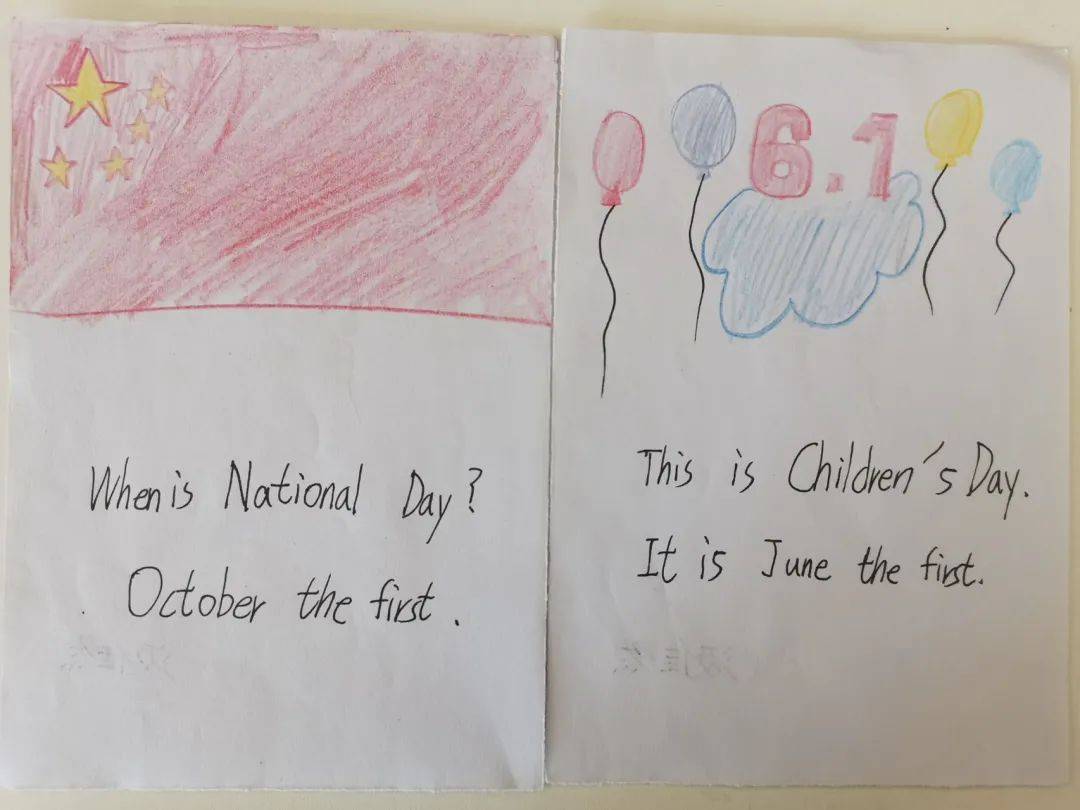 When is National Day?
October the first.
6.1
This is Children's Day.
It is June the first.